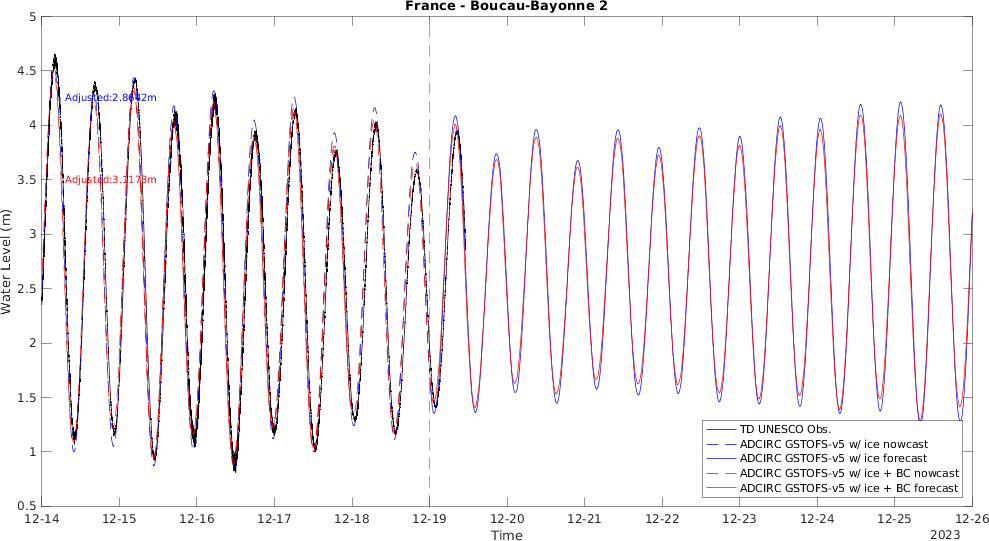 France - Boucau-Bayonne 2
5
4.5
4
3.5
3
2.5
2
1.5
1
0.5
Water Level (m)
Adjusted:2.8642m
Adjusted:3.1173m
TD UNESCO Obs.
ADCIRC GSTOFS-v5 w/ ice nowcast
ADCIRC GSTOFS-v5 w/ ice forecast
ADCIRC GSTOFS-v5 w/ ice + BC nowcast
ADCIRC GSTOFS-v5 w/ ice + BC forecast
12-14 12-15 12-16 12-17 12-18 12-19 12-20 12-21 12-22 12-23 12-24 12-25 12-26
Time
2023